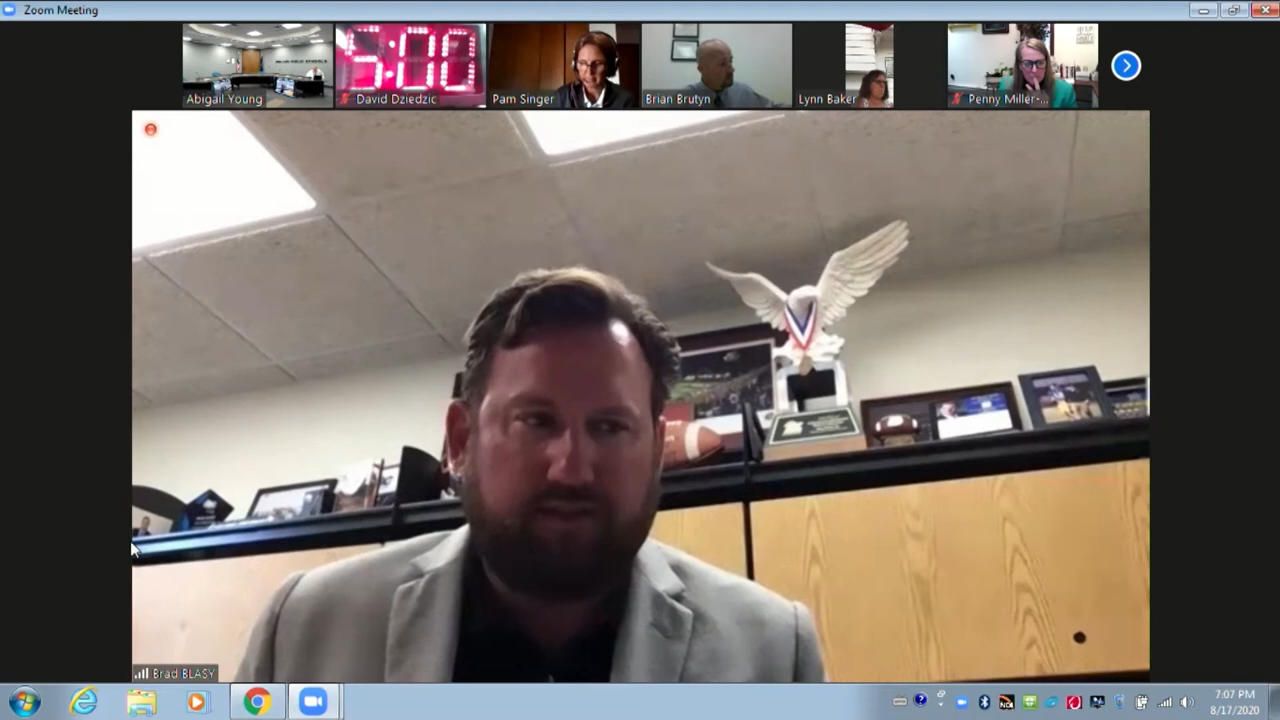 Zoom Meeting
Abigail Young
5:00
David Dziedzic
Pam Singer
Brian Brutyn
Lynn Baker
Penny Miller-...
Brad BLASY
7:07 PM
8/17/2020